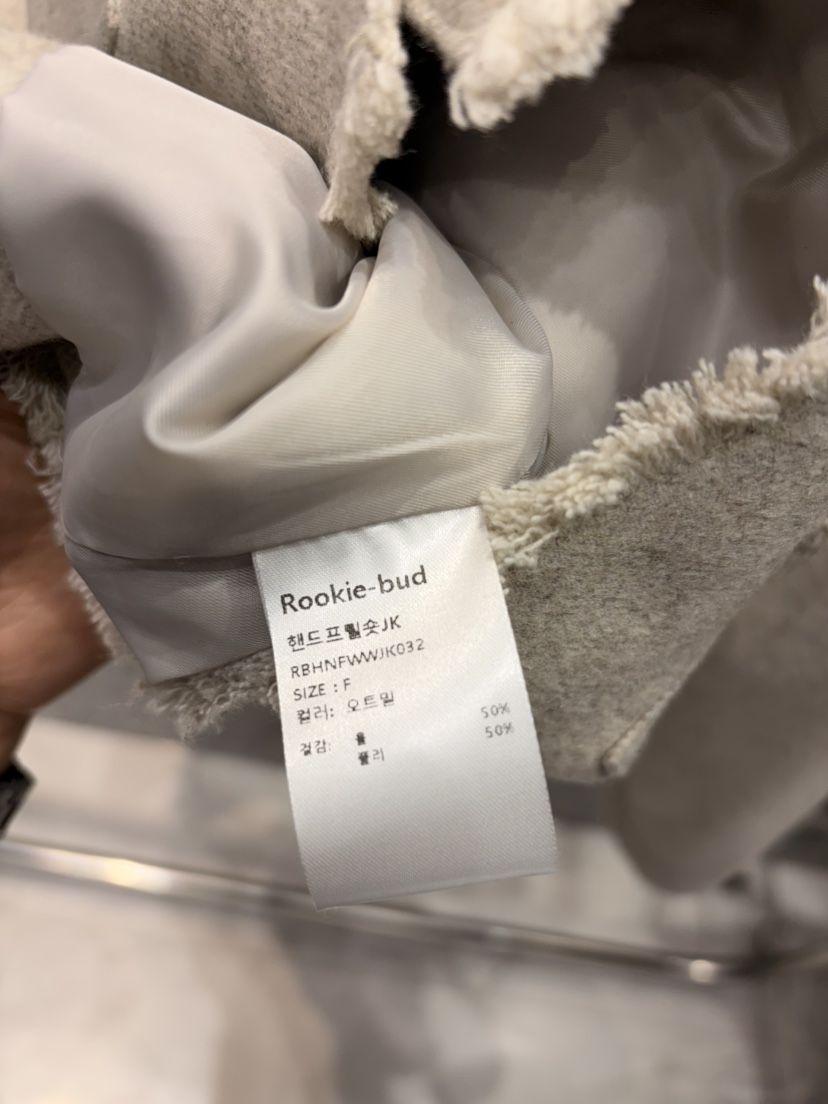 Rookie-bud
핸드프릴숏JK
RBHNFWWJK032
SIZE : F
컬러: 오트밀
겉감: 울 50%
폴리 50%